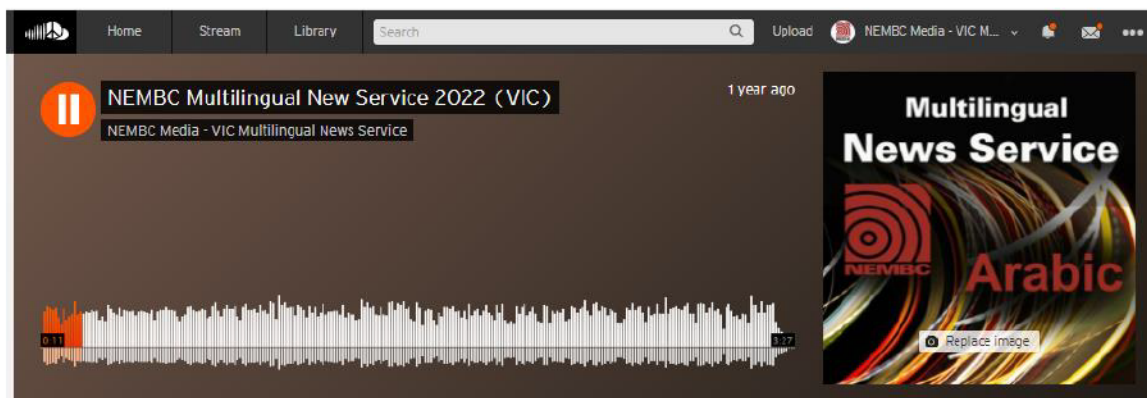 Home Stream Library Search Upload NEMBC Media - VIC M...
NEMBC Multilingual New Service 2022 (VIC)
1 year ago
NEMBC Media - VIC Multilingual News Service
0:11
3:27
Multilingual
News Service
NEMBC
Arabic
Replace image